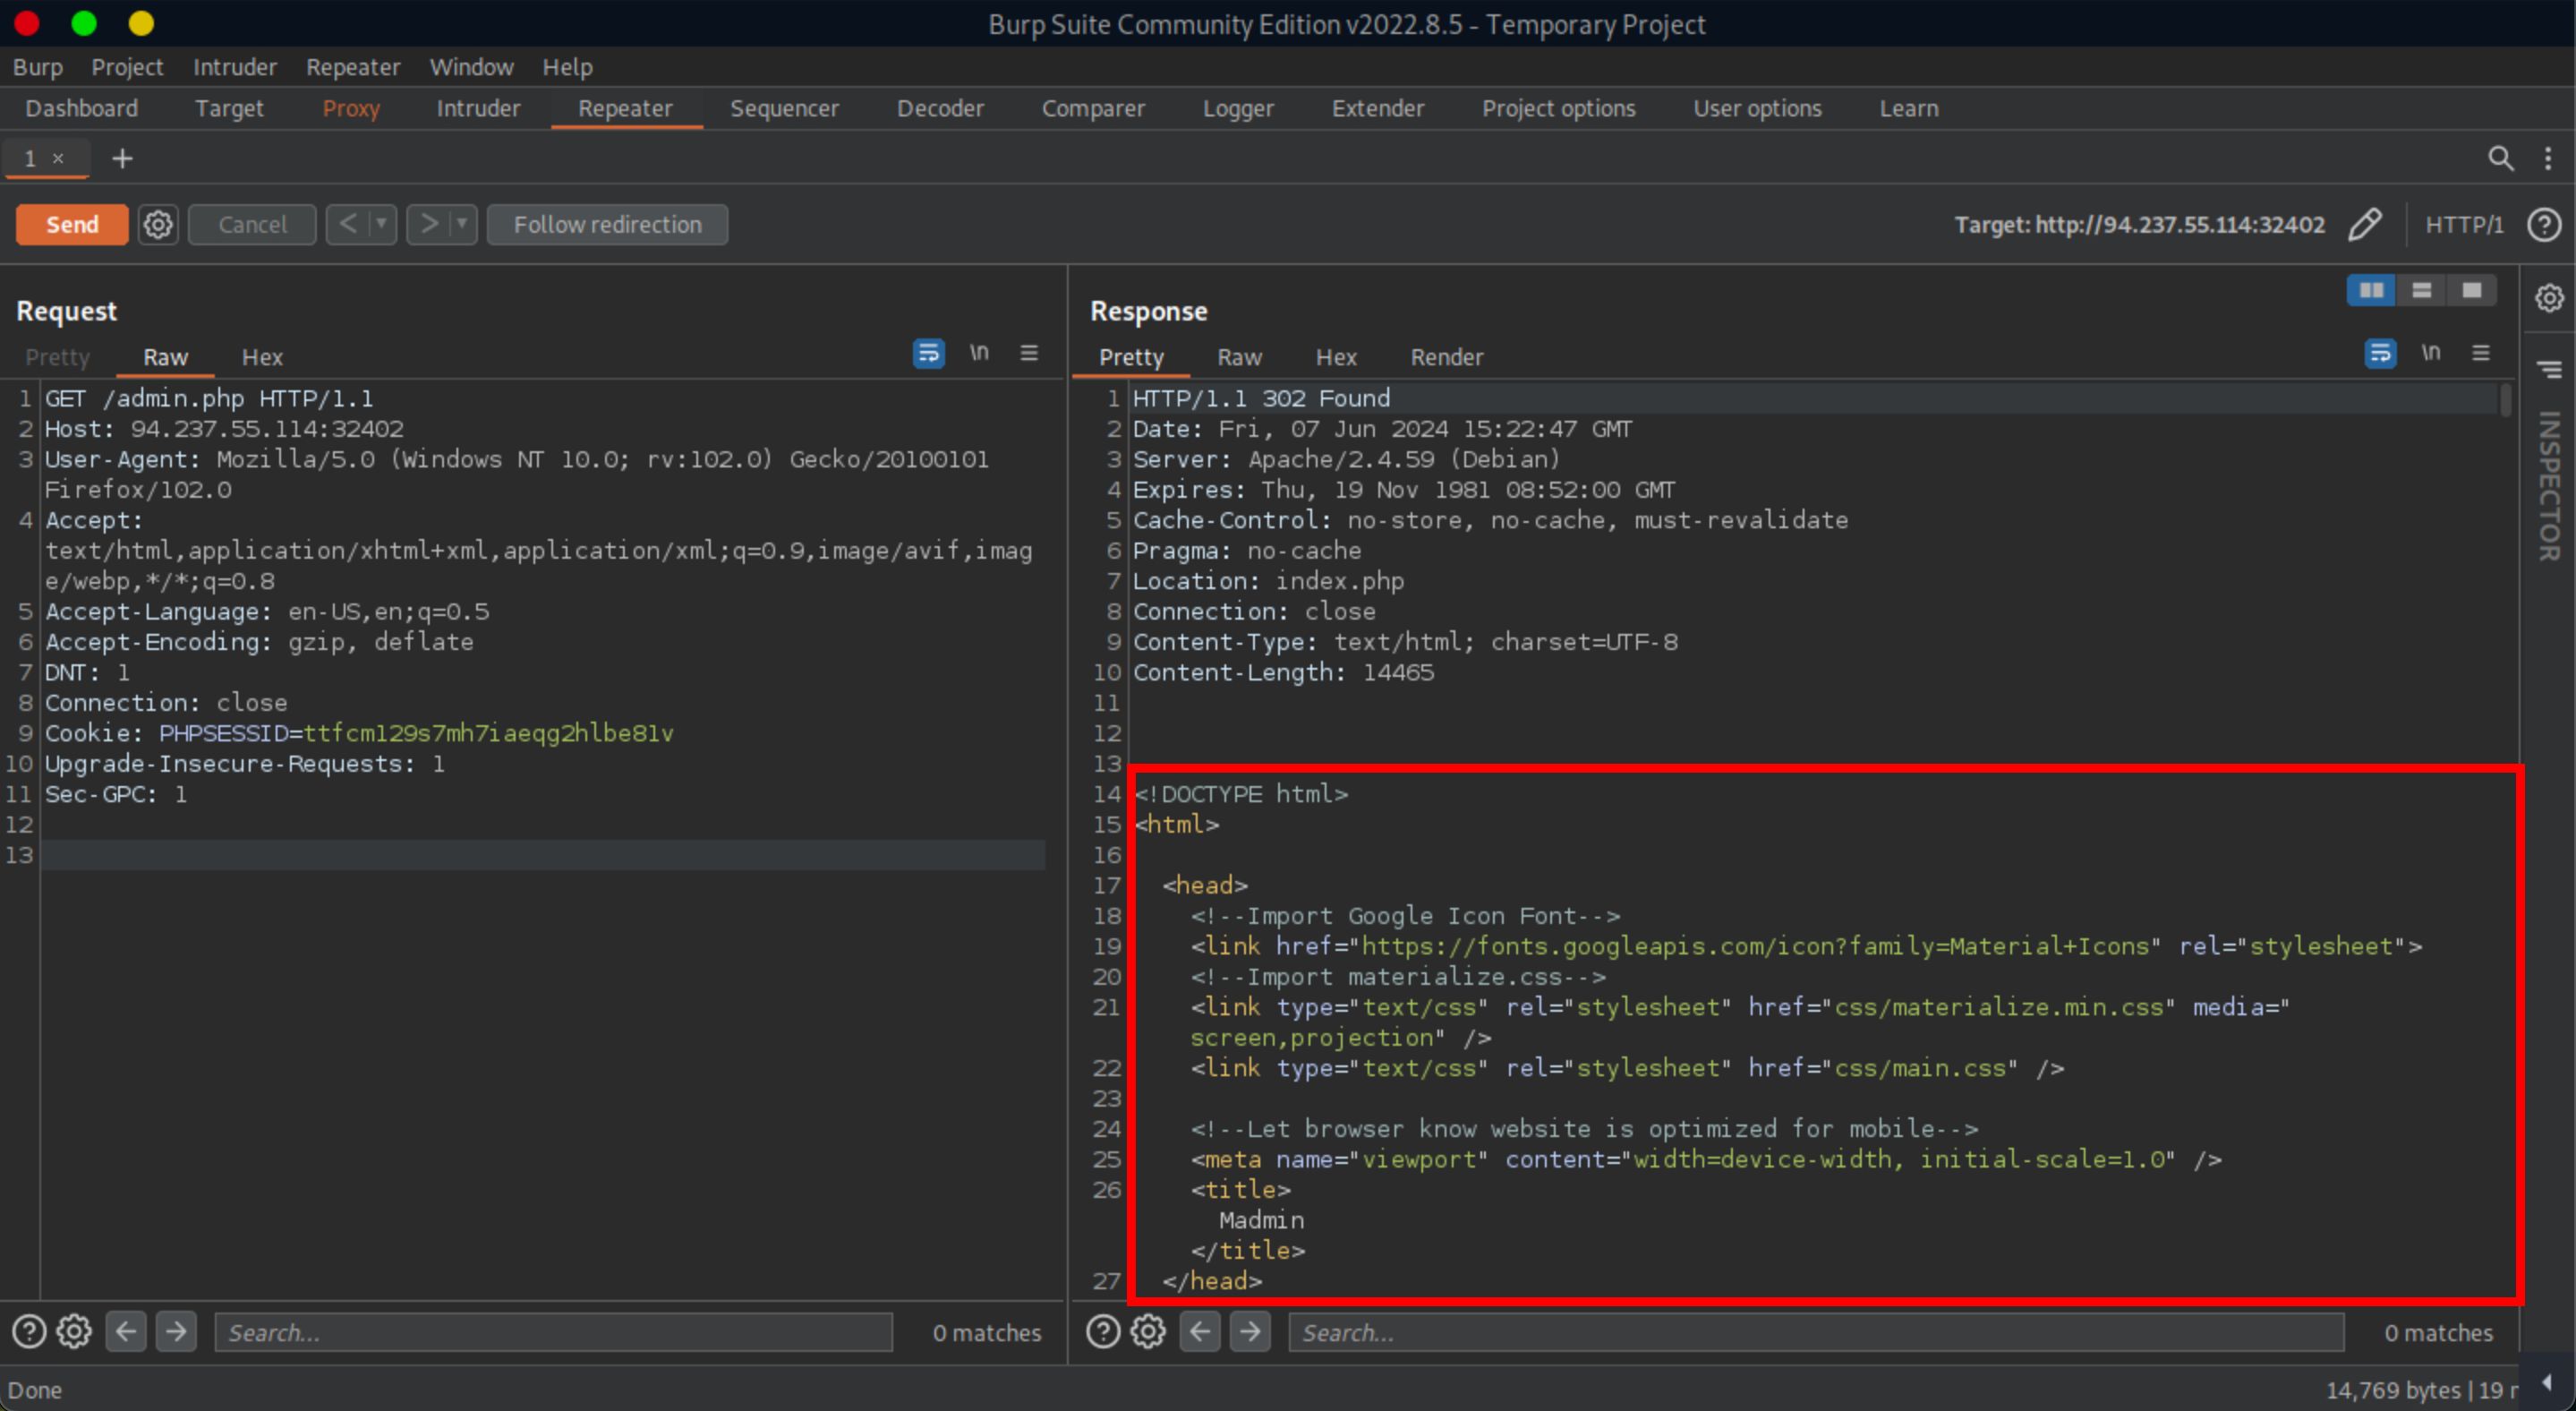 Burp Suite Community Edition v2022.8.5 - Temporary Project
Burp Project Intruder Repeater Window Help
Dashboard Target Proxy Intruder Repeater Sequencer Decoder Comparer Logger Extender Project options User options Learn
1 × +
Send Cancel < > Follow redirection Target: http://94.237.55.114:32402 HTTP/1
Request
Pretty Raw Hex \n
1 GET /admin.php HTTP/1.1
2 Host: 94.237.55.114:32402
3 User-Agent: Mozilla/5.0 (Windows NT 10.0; rv:102.0) Gecko/20100101
Firefox/102.0
4 Accept:
text/html,application/xhtml+xml,application/xml;q=0.9,image/avif,imag
e/webp,*/*;q=0.8
5 Accept-Language: en-US,en;q=0.5
6 Accept-Encoding: gzip, deflate
7 DNT: 1
8 Connection: close
9 Cookie: PHPSESSID=ttfcm129s7mh7iaeqg2hlbe8lv
10 Upgrade-Insecure-Requests: 1
11 Sec-GPC: 1
12
13
Search... 0 matches
Response
Pretty Raw Hex Render \n
1 HTTP/1.1 302 Found
2 Date: Fri, 07 Jun 2024 15:22:47 GMT
3 Server: Apache/2.4.59 (Debian)
4 Expires: Thu, 19 Nov 1981 08:52:00 GMT
5 Cache-Control: no-store, no-cache, must-revalidate
6 Pragma: no-cache
7 Location: index.php
8 Connection: close
9 Content-Type: text/html; charset=UTF-8
10 Content-Length: 14465
11
12
13
14 <!DOCTYPE html>
15 <html>
16
17 <head>
18 <!--Import Google Icon Font-->
19 <link href="https://fonts.googleapis.com/icon?family=Material+Icons" rel="stylesheet">
20 <!--Import materialize.css-->
21 <link type="text/css" rel="stylesheet" href="css/materialize.min.css" media="
screen,projection" />
22 <link type="text/css" rel="stylesheet" href="css/main.css" />
23
24 <!--Let browser know website is optimized for mobile-->
25 <meta name="viewport" content="width=device-width, initial-scale=1.0" />
26 <title>
Madmin
</title>
27 </head>
Search... 0 matches
INSPECTOR
Done
14,769 bytes | 19